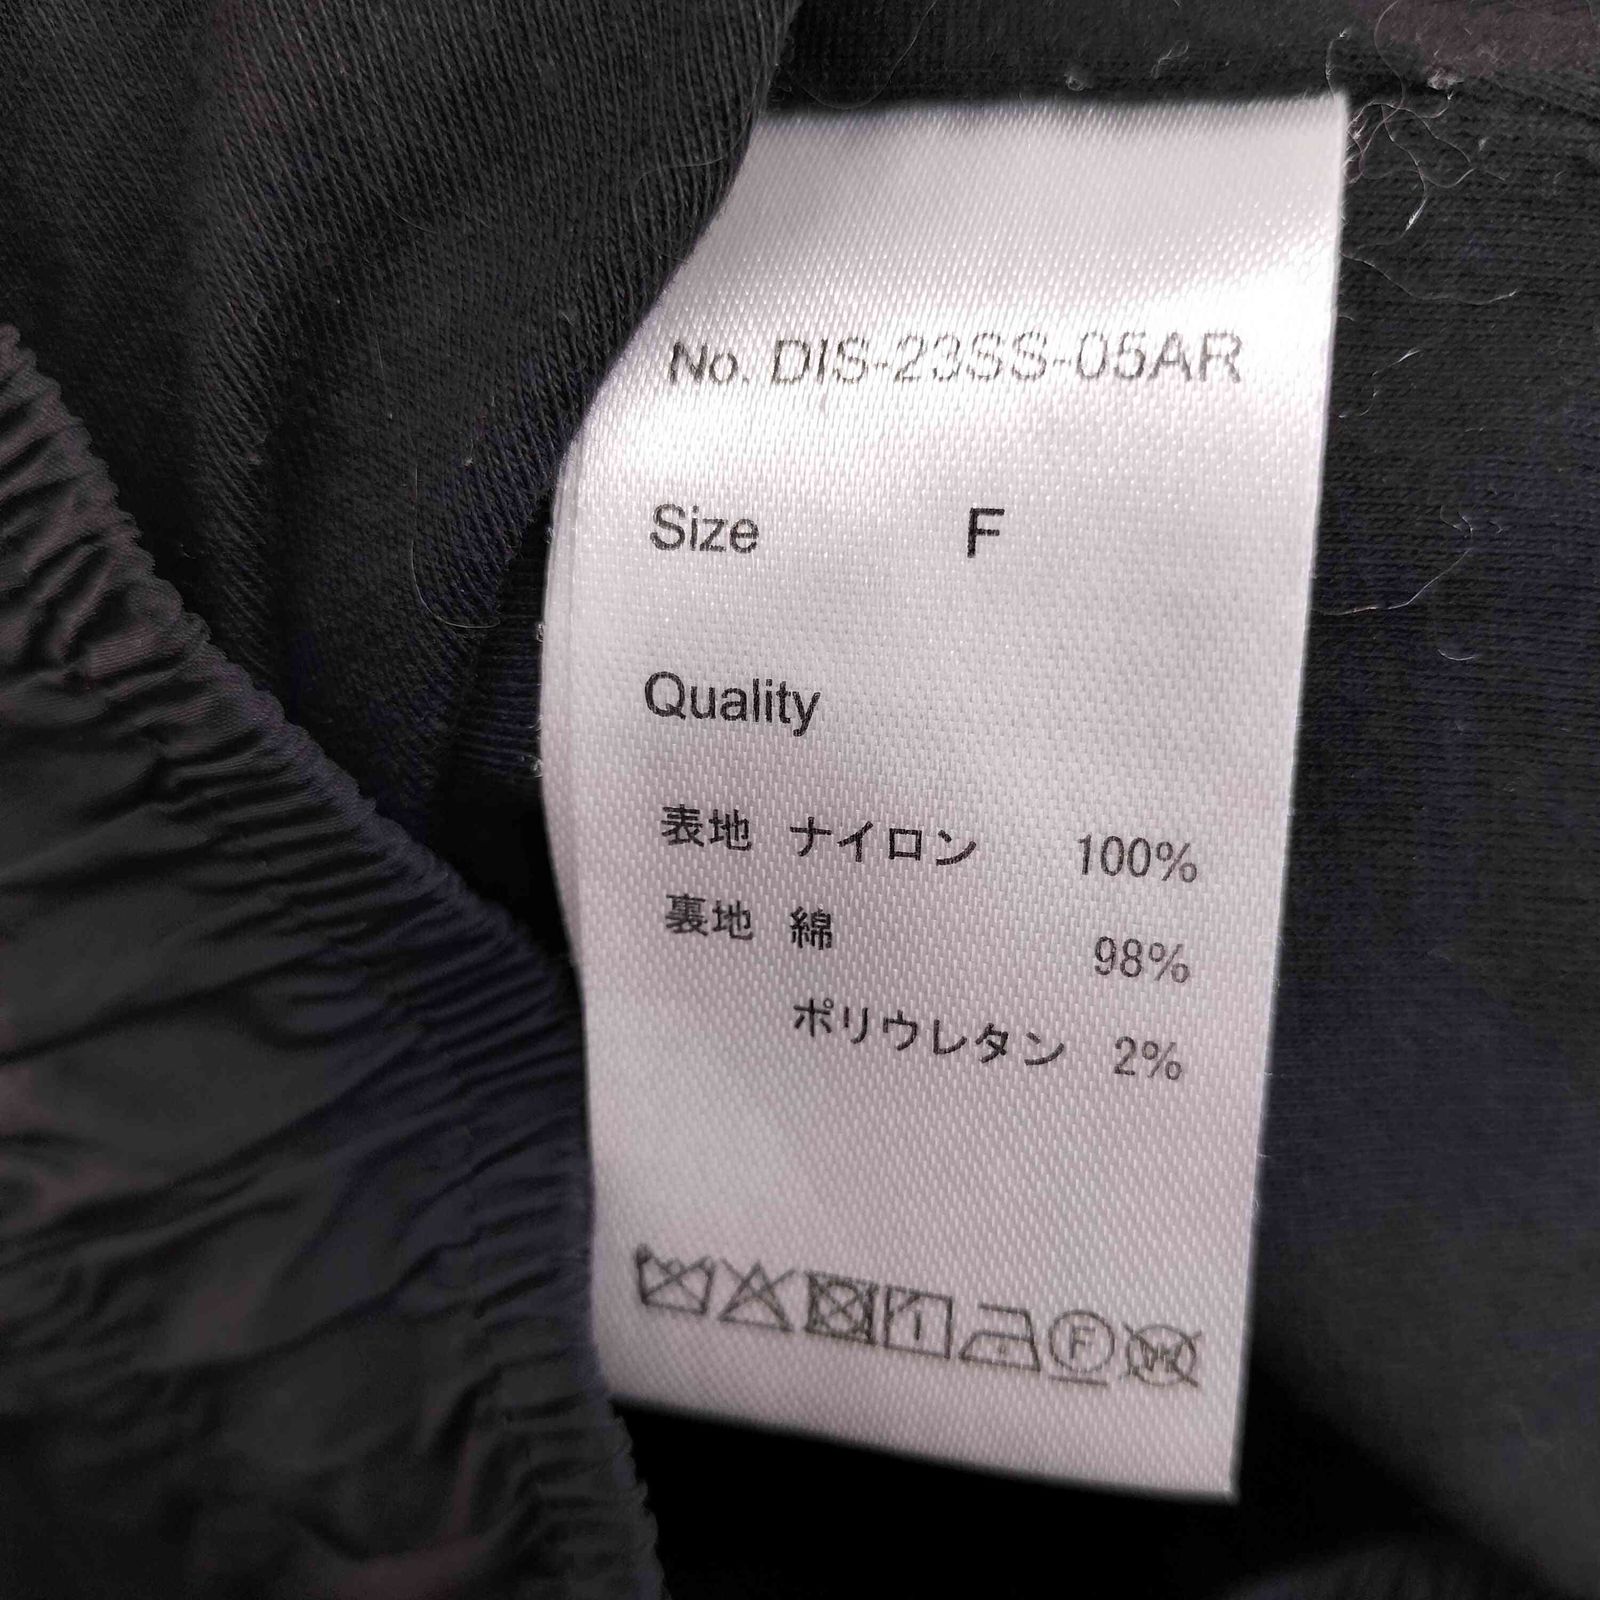 No. DIS-23SS-05AR
Size F
Quality
表地 ナイロン 100%
裏地 綿 98%
ポリウレタン 2%
F